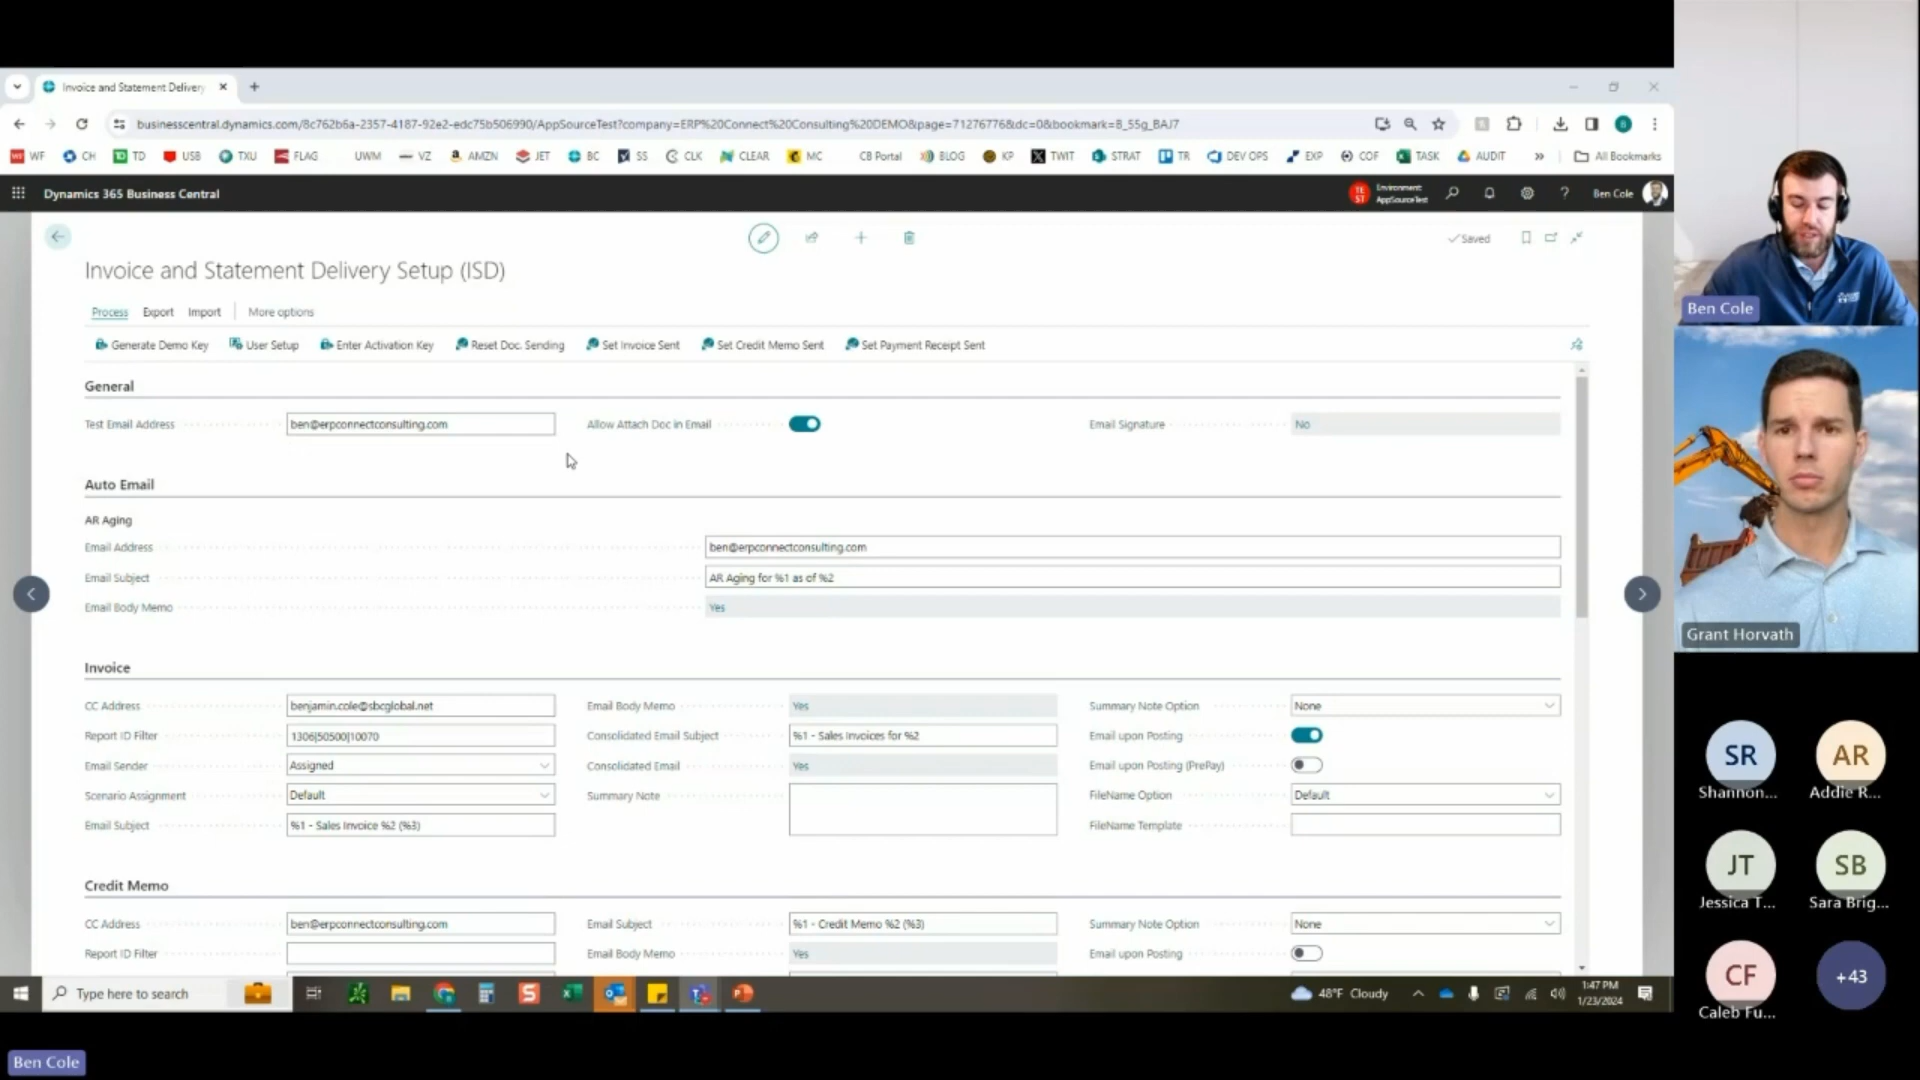 Invoice and Statement Delivery
businesscentral.dynamics.com/8c762b6a-2357-4187-92e2-edc75b506990/AppSourceTest?company=ERP%20Connect%20Consulting%20DEMO&page=71276776&dc=0&bookmark=8_55g_BAJ7
WF CH TD USB TXU FLAG UWM VZ AMZN JET BC SS CLK CLEAR MC CB Portal BLOG KP TWIT STRAT TR DEV OPS EXP COF TASK AUDIT » All Bookmarks
Dynamics 365 Business Central
TE ST
Environment: AppSourceTest
Ben Cole
Saved
Invoice and Statement Delivery Setup (ISD)
Process Export Import More options
Generate Demo Key User Setup Enter Activation Key Reset Doc. Sending Set Invoice Sent Set Credit Memo Sent Set Payment Receipt Sent
General
Test Email Address ben@erpconnectconsulting.com Allow Attach Doc in Email Email Signature No
Auto Email
AR Aging
Email Address ben@erpconnectconsulting.com
Email Subject AR Aging for %1 as of %2
Email Body Memo Yes
Invoice
CC Address benjamin.cole@sbcglobal.net Email Body Memo Yes Summary Note Option None
Report ID Filter 1306|50500|10070 Consolidated Email Subject %1 - Sales Invoices for %2 Email upon Posting
Email Sender Assigned Consolidated Email Yes Email upon Posting (PrePay)
Scenario Assignment Default Summary Note FileName Option Default
Email Subject %1 - Sales Invoice %2 (%3) FileName Template
Credit Memo
CC Address ben@erpconnectconsulting.com Email Subject %1 - Credit Memo %2 (%3) Summary Note Option None
Report ID Filter Email Body Memo Yes Email upon Posting
Type here to search
48°F Cloudy
1:47 PM
1/23/2024
Ben Cole
Ben Cole
Grant Horvath
SR AR
Shannon... Addie R...
JT SB
Jessica T... Sara Brig...
CF +43
Caleb Fu...